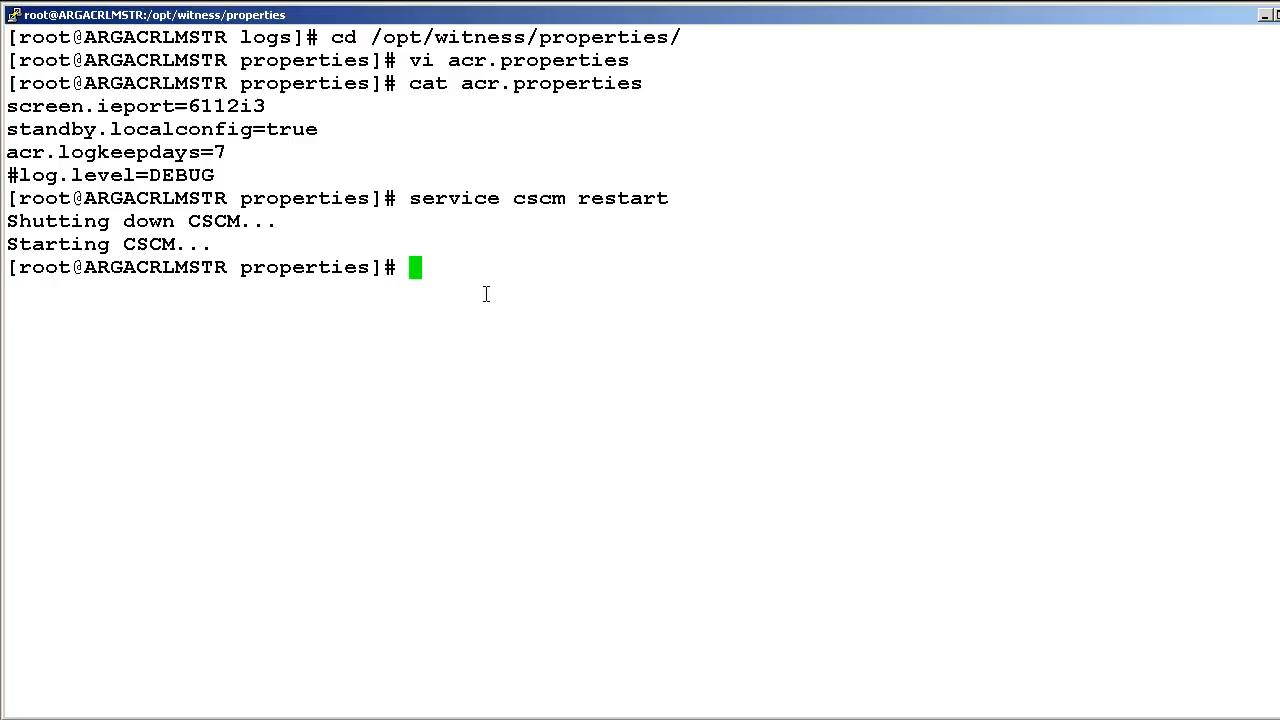 root@ARGACRLMSTR:/opt/witness/properties
[root@ARGACRLMSTR logs]# cd /opt/witness/properties/
[root@ARGACRLMSTR properties]# vi acr.properties
[root@ARGACRLMSTR properties]# cat acr.properties
screen.ieport=6112i3
standby.localconfig=true
acr.logkeepdays=7
#log.level=DEBUG
[root@ARGACRLMSTR properties]# service cscm restart
Shutting down CSCM...
Starting CSCM...
[root@ARGACRLMSTR properties]#